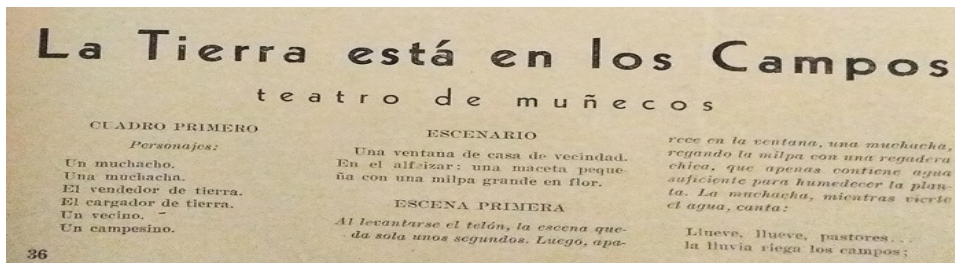 La Tierra está en los Campos
teatro de muñecos
CUADRO PRIMERO
Personajes:
Un muchacho.
Una muchacha.
El vendedor de tierra.
El cargador de tierra.
Un vecino.
Un campesino.
ESCENARIO
Una ventana de casa de vecindad.
En el alfeizar: una maceta peque-
ña con una milpa grande en flor.
ESCENA PRIMERA
Al levantarse el telón, la escena que-
da sola unos segundos. Luego, apa-
rece en la ventana, una muchacha,
regando la milpa con una regadera
chica, que apenas contiene agua
suficiente para humedecer la plan-
ta. La muchacha, mientras vierte
el agua, canta:
Llueve, llueve, pastores...
la lluvia riega los campos;
36